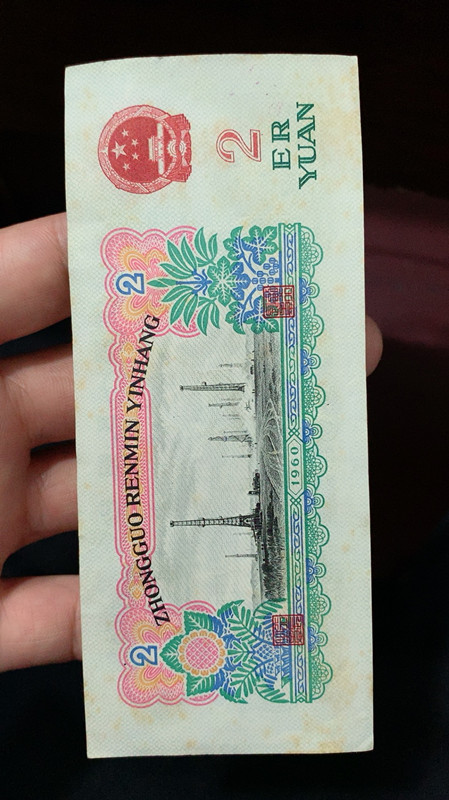 ZHONGGUO RENMIN YINHANG
2
2
1960
2
ER
YUAN